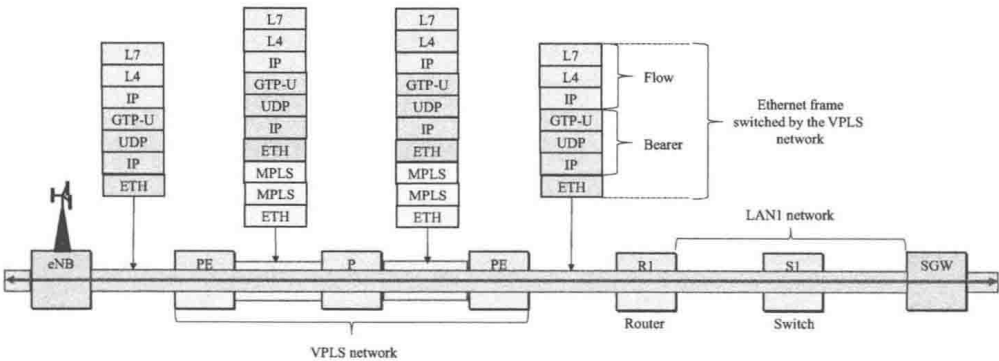 L7
L4
IP
GTP-U
UDP
IP
ETH
L7
L4
IP
GTP-U
UDP
IP
ETH
MPLS
MPLS
ETH
L7
L4
IP
GTP-U
UDP
IP
ETH
MPLS
MPLS
ETH
L7
L4
IP
GTP-U
UDP
IP
ETH
Flow
Bearer
Ethernet frame
switched by the VPLS
network
LAN1 network
eNB
PE
P
PE
R1
S1
SGW
Router
Switch
VPLS network